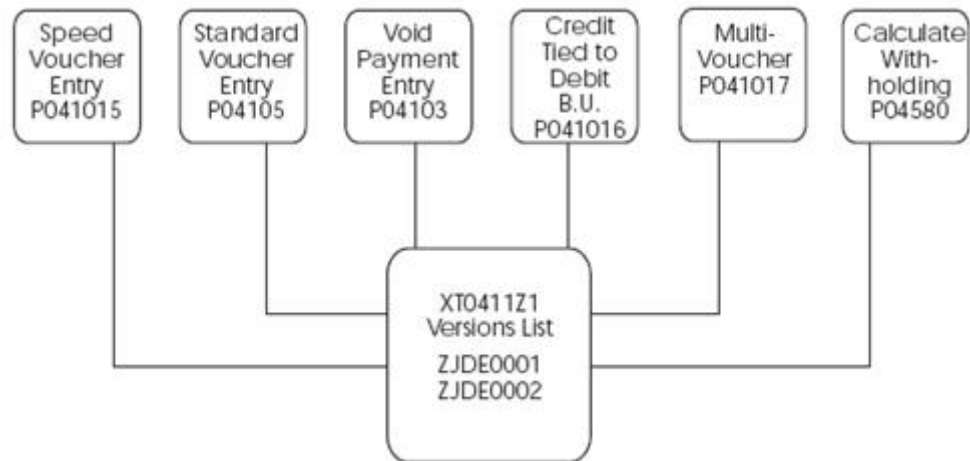 Speed
Voucher
Entry
P041015
Standard
Voucher
Entry
P04105
Void
Payment
Entry
P04103
Credit
Tied to
Debit
B.U.
P041016
Multi-
Voucher
P041017
Calculate
With-
holding
P04580
XT0411Z1
Versions List
ZJDE0001
ZJDE0002